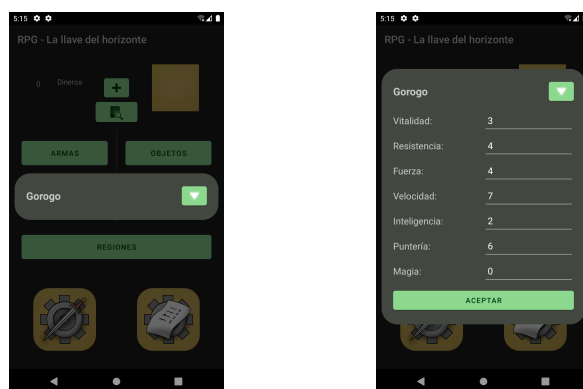 5:15
RPG - La llave del horizonte
0 Dineros
ARMAS OBJETOS
Gorogo
REGIONES
5:15
RPG - La llave del horizonte
Gorogo
Vitalidad: 3
Resistencia: 4
Fuerza: 4
Velocidad: 7
Inteligencia: 2
Puntería: 6
Magia: 0
ACEPTAR